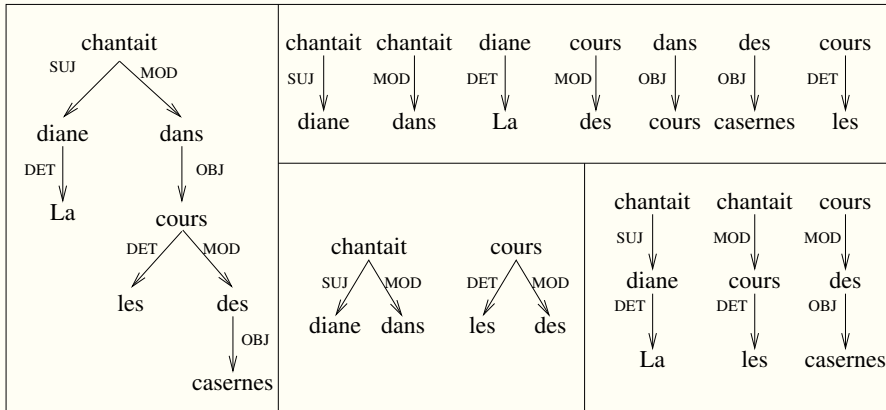 chantait
SUJ MOD
diane dans
DET OBJ
La
cours
DET MOD
les des
OBJ
casernes
chantait chantait diane cours dans des cours
SUJ MOD DET MOD OBJ OBJ DET
diane dans La des cours casernes les
chantait cours
SUJ MOD DET MOD
diane dans les des
chantait chantait cours
SUJ MOD MOD
diane cours des
DET DET OBJ
La les casernes